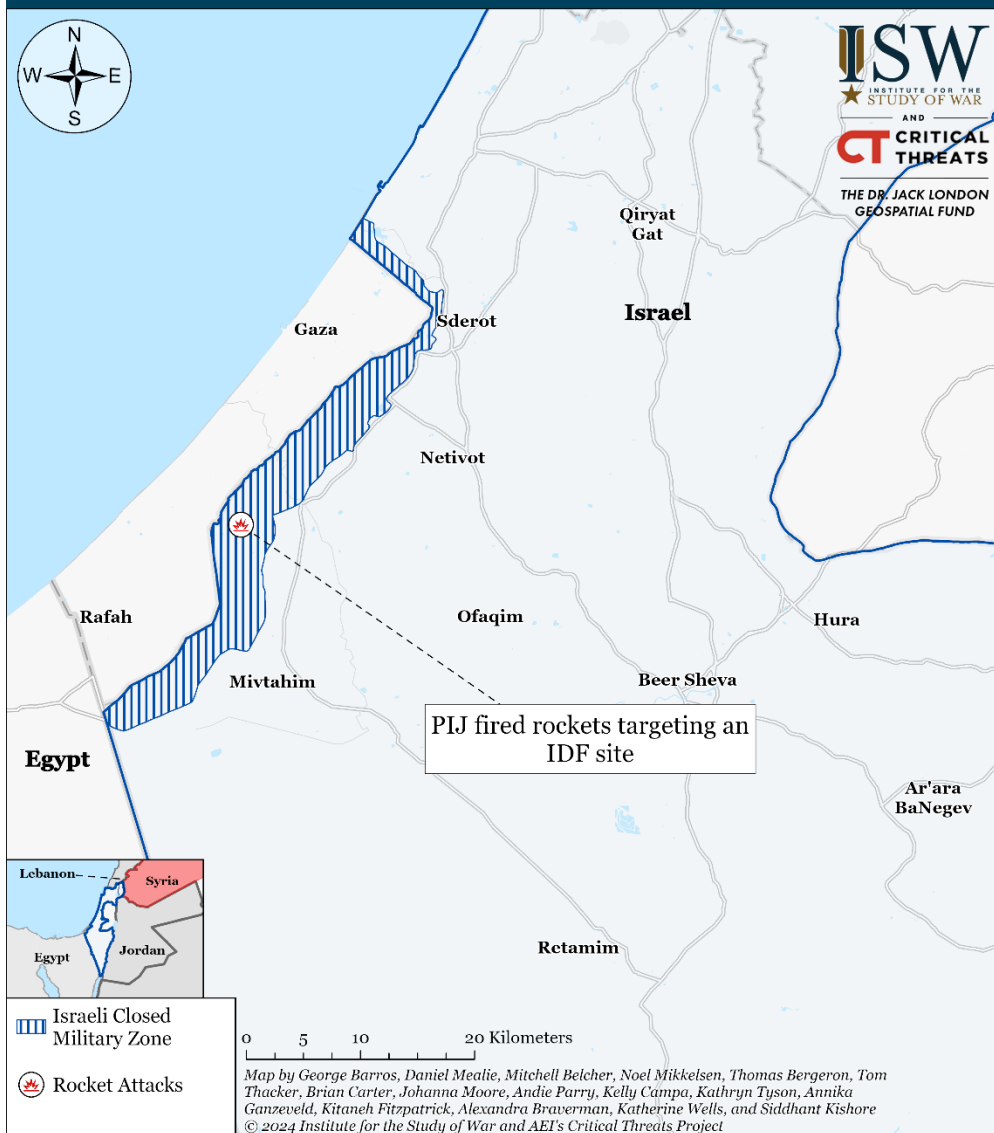 N
W E
S
ISW
INSTITUTE FOR THE
STUDY OF WAR
AND
CT CRITICAL
THREATS
THE DR. JACK LONDON
GEOSPATIAL FUND
Qiryat
Gat
Israel
Gaza
Sderot
Netivot
Rafah
Ofaqim
Hura
Mivtahim
Beer Sheva
PIJ fired rockets targeting an
IDF site
Egypt
Ar'ara
BaNegev
Lebanon
Syria
Egypt
Jordan
Retamim
Israeli Closed
Military Zone
Rocket Attacks
0 5 10 20 Kilometers
Map by George Barros, Daniel Mealie, Mitchell Belcher, Noel Mikkelsen, Thomas Bergeron, Tom
Thacker, Brian Carter, Johanna Moore, Andie Parry, Kelly Campa, Kathryn Tyson, Annika
Ganzeveld, Kitaneh Fitzpatrick, Alexandra Braverman, Katherine Wells, and Siddhant Kishore
© 2024 Institute for the Study of War and AEI's Critical Threats Project